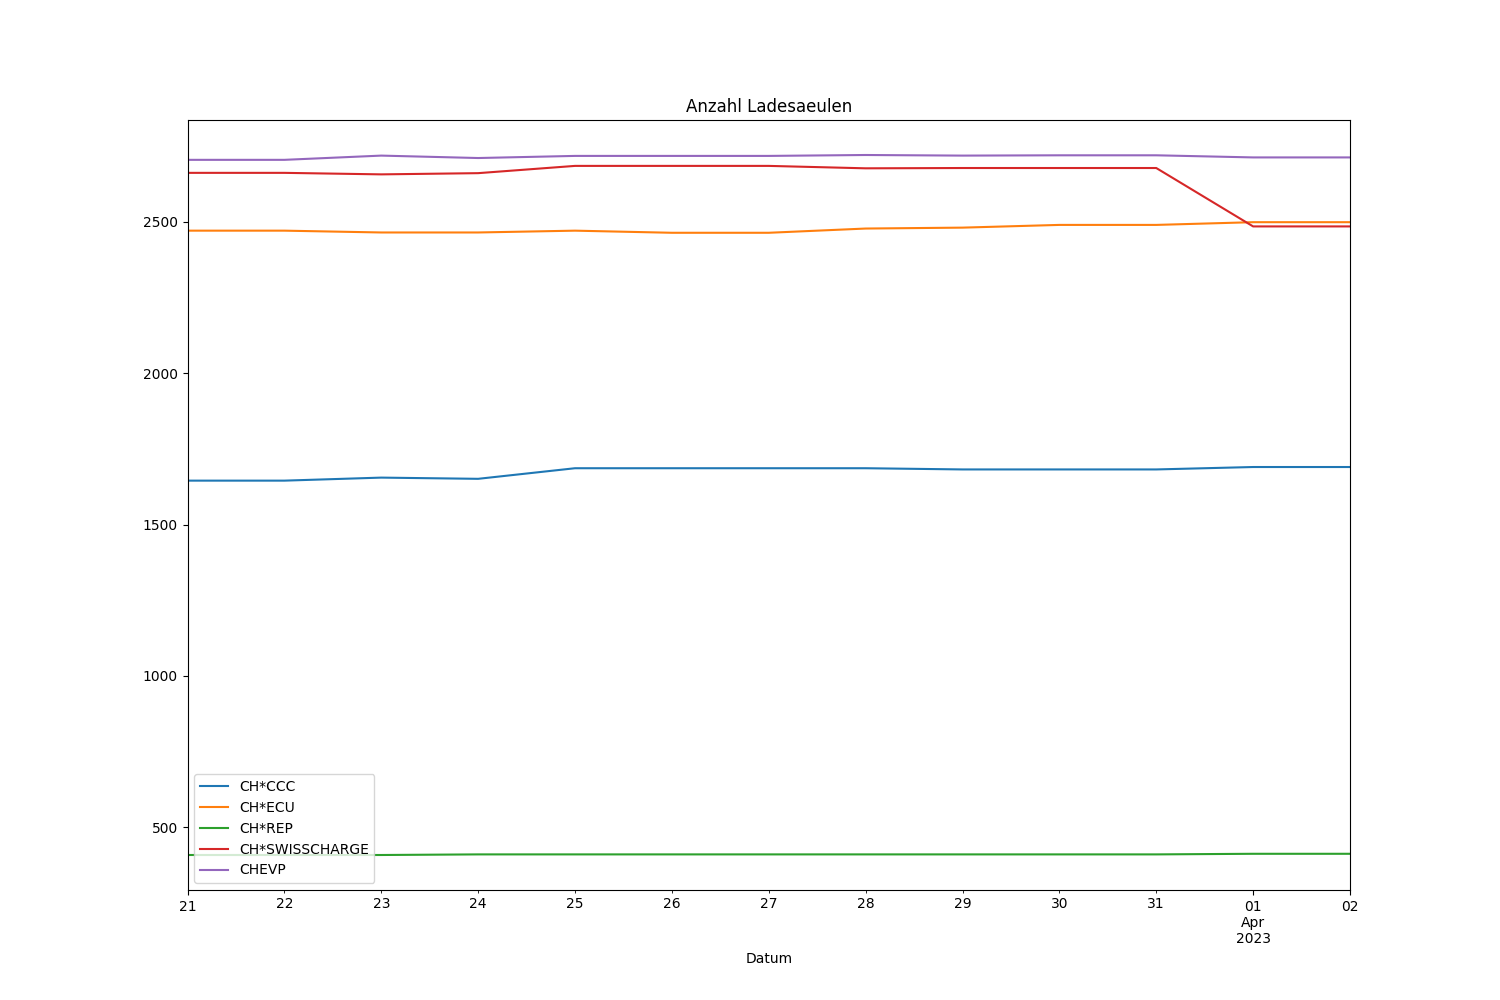 Anzahl Ladesaeulen
2500
2000
1500
1000
500
CH*CCC
CH*ECU
CH*REP
CH*SWISSCHARGE
CHEVP
21 22 23 24 25 26 27 28 29 30 31 01 02
Apr
2023
Datum